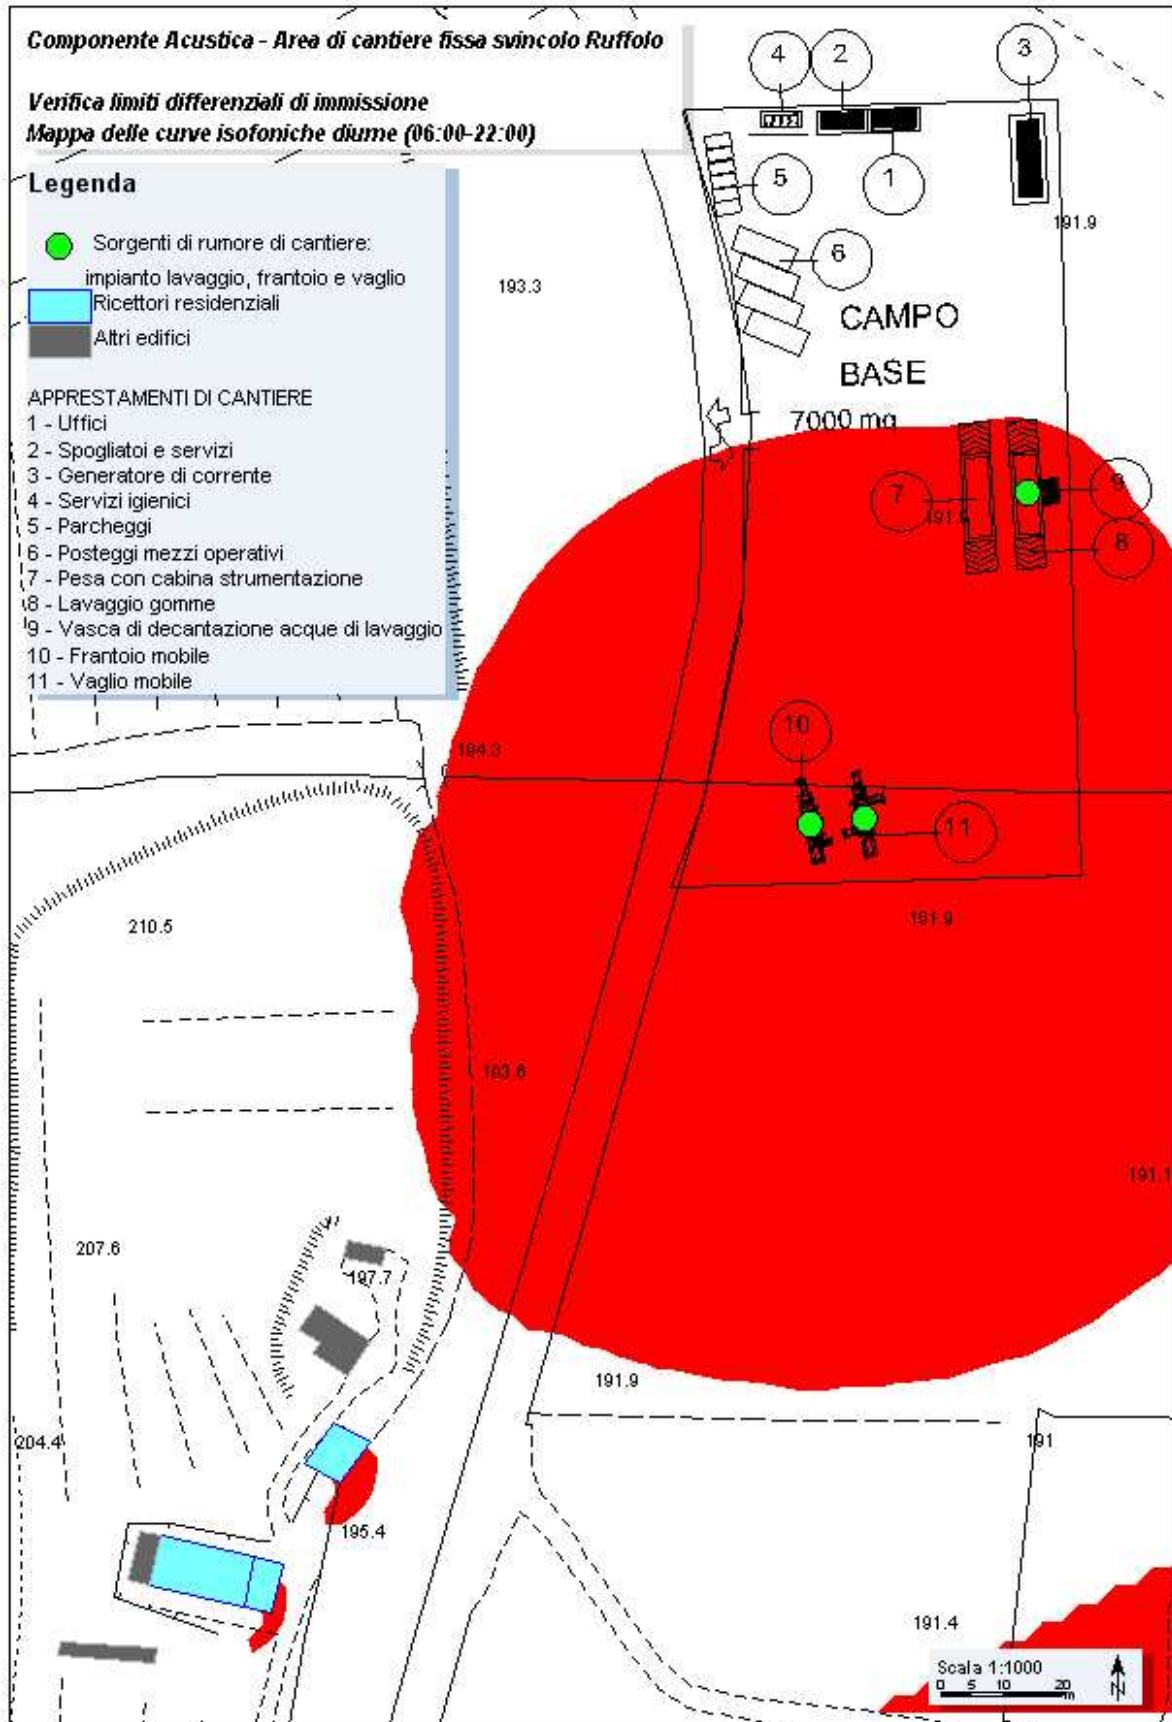 Componente Acustica - Area di cantiere fissa svincolo Ruffolo
Verifica limiti differenziali di immissione
Mappa delle curve isofoniche diurne (06:00-22:00)
Legenda
Sorgenti di rumore di cantiere:
impianto lavaggio, frantoio e vaglio
Ricettori residenziali
Altri edifici
APPRESTAMENTI DI CANTIERE
1 - Uffici
2 - Spogliatoi e servizi
3 - Generatore di corrente
4 - Servizi igienici
5 - Parcheggi
6 - Posteggi mezzi operativi
7 - Pesa con cabina strumentazione
8 - Lavaggio gomme
9 - Vasca di decantazione acque di lavaggio
10 - Frantoio mobile
11 - Vaglio mobile
4
2
3
5
1
191.9
6
193.3
CAMPO
BASE
7000 mq
7
9
8
10
194.3
11
191.9
210.5
193.6
191.1
207.6
197.7
191.9
204.4
191
195.4
191.4
Scala 1:1000
0 5 10 20
m
N